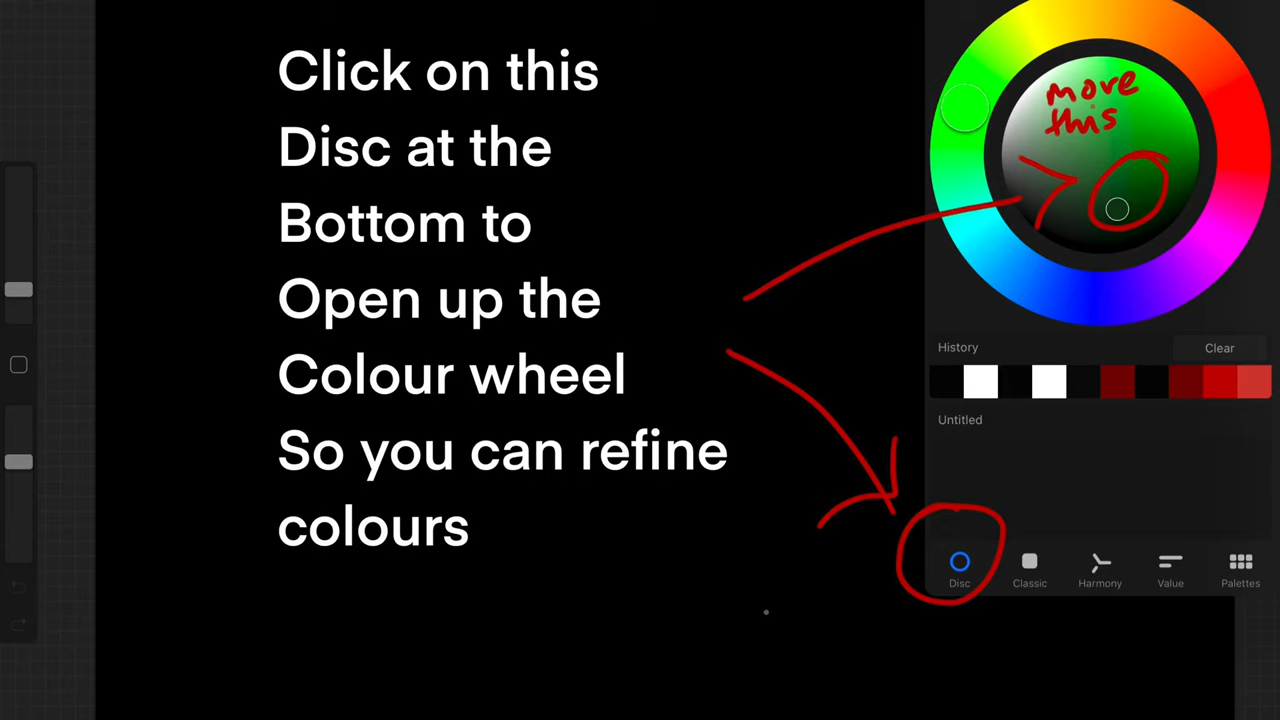 Click on this
Disc at the
Bottom to
Open up the
Colour wheel
So you can refine
colours
move
this
History
Clear
Untitled
Disc
Classic
Harmony
Value
Palettes